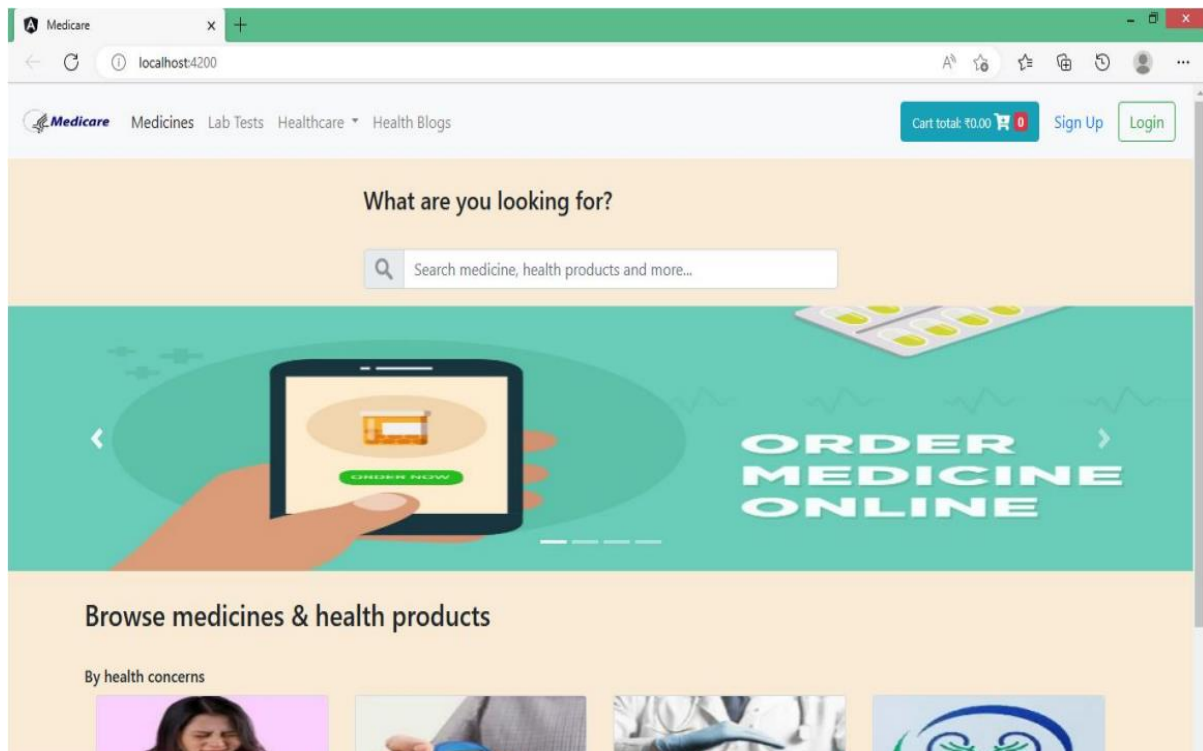 Medicare
localhost:4200
Medicare Medicines Lab Tests Healthcare Health Blogs Cart total: ₹0.00 0 Sign Up Login
What are you looking for?
Search medicine, health products and more...
ORDER NOW
ORDER
MEDICINE
ONLINE
Browse medicines & health products
By health concerns